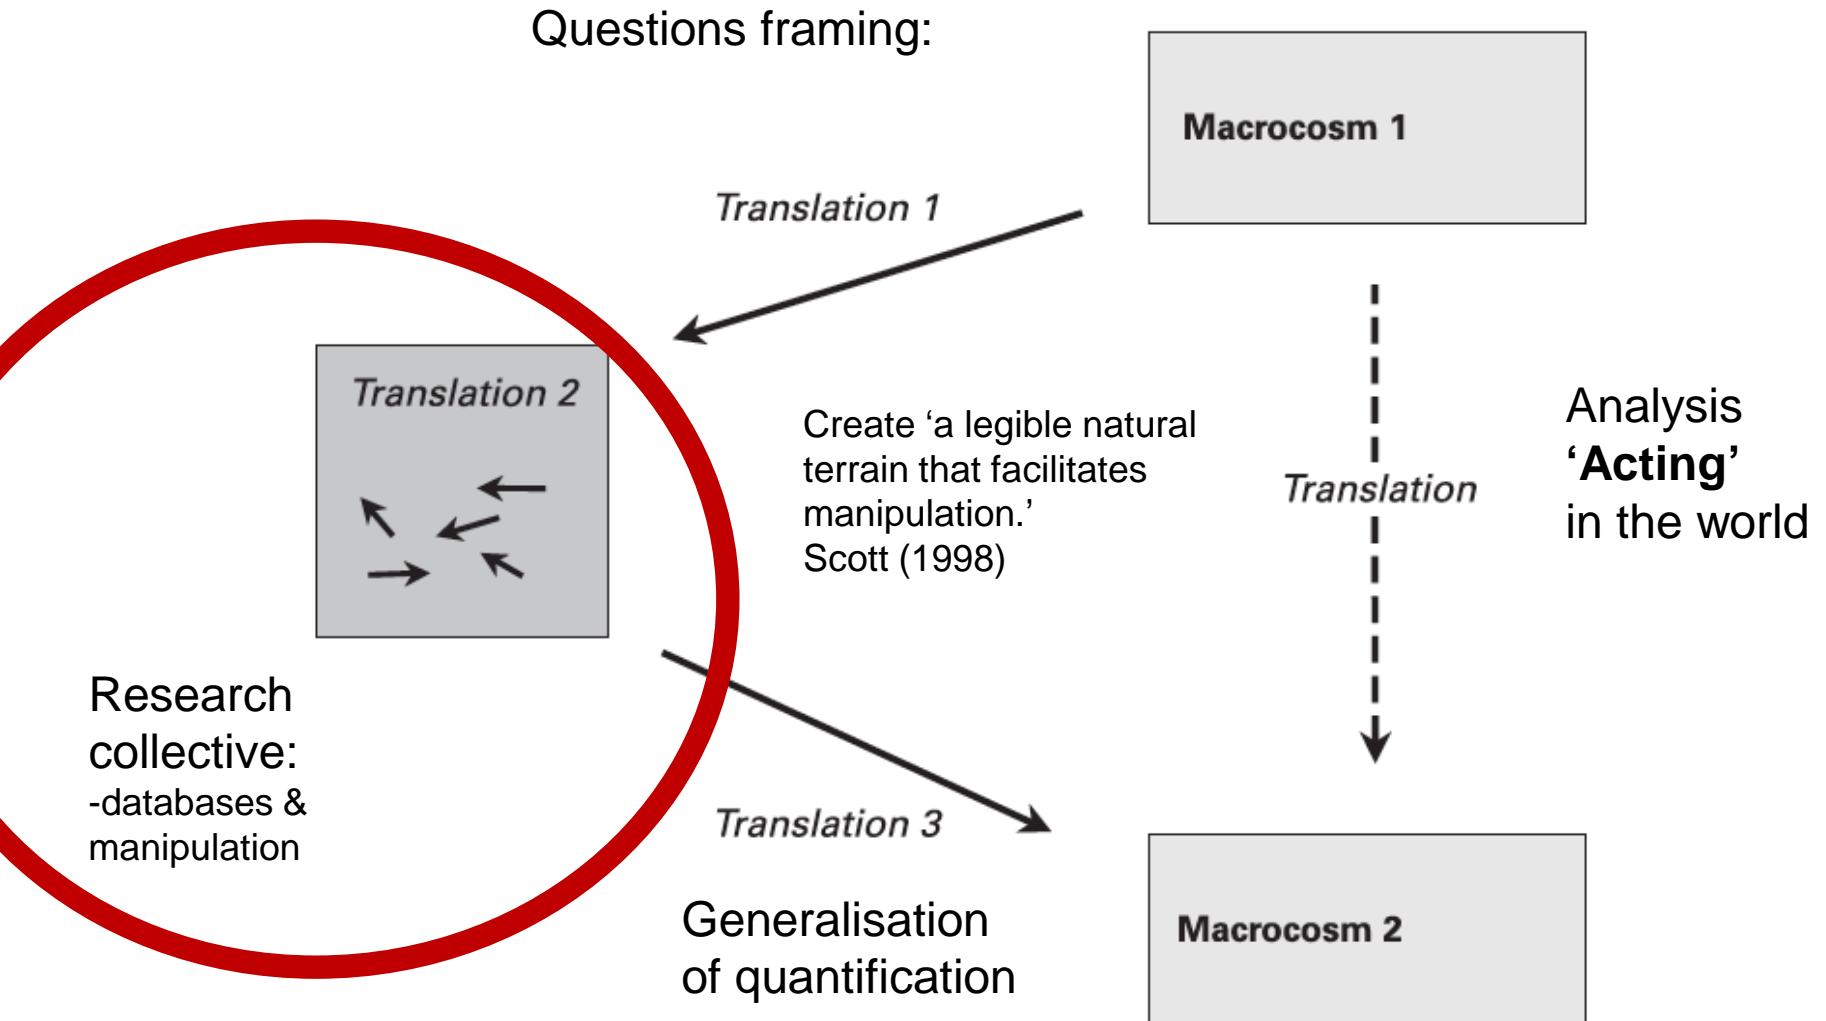 Questions framing:
Macrocosm 1
Translation 1
Translation 2
Create ‘a legible natural
terrain that facilitates
manipulation.’
Scott (1998)
Translation
Analysis
‘Acting’
in the world
Research
collective:
-databases &
manipulation
Translation 3
Generalisation
of quantification
Macrocosm 2